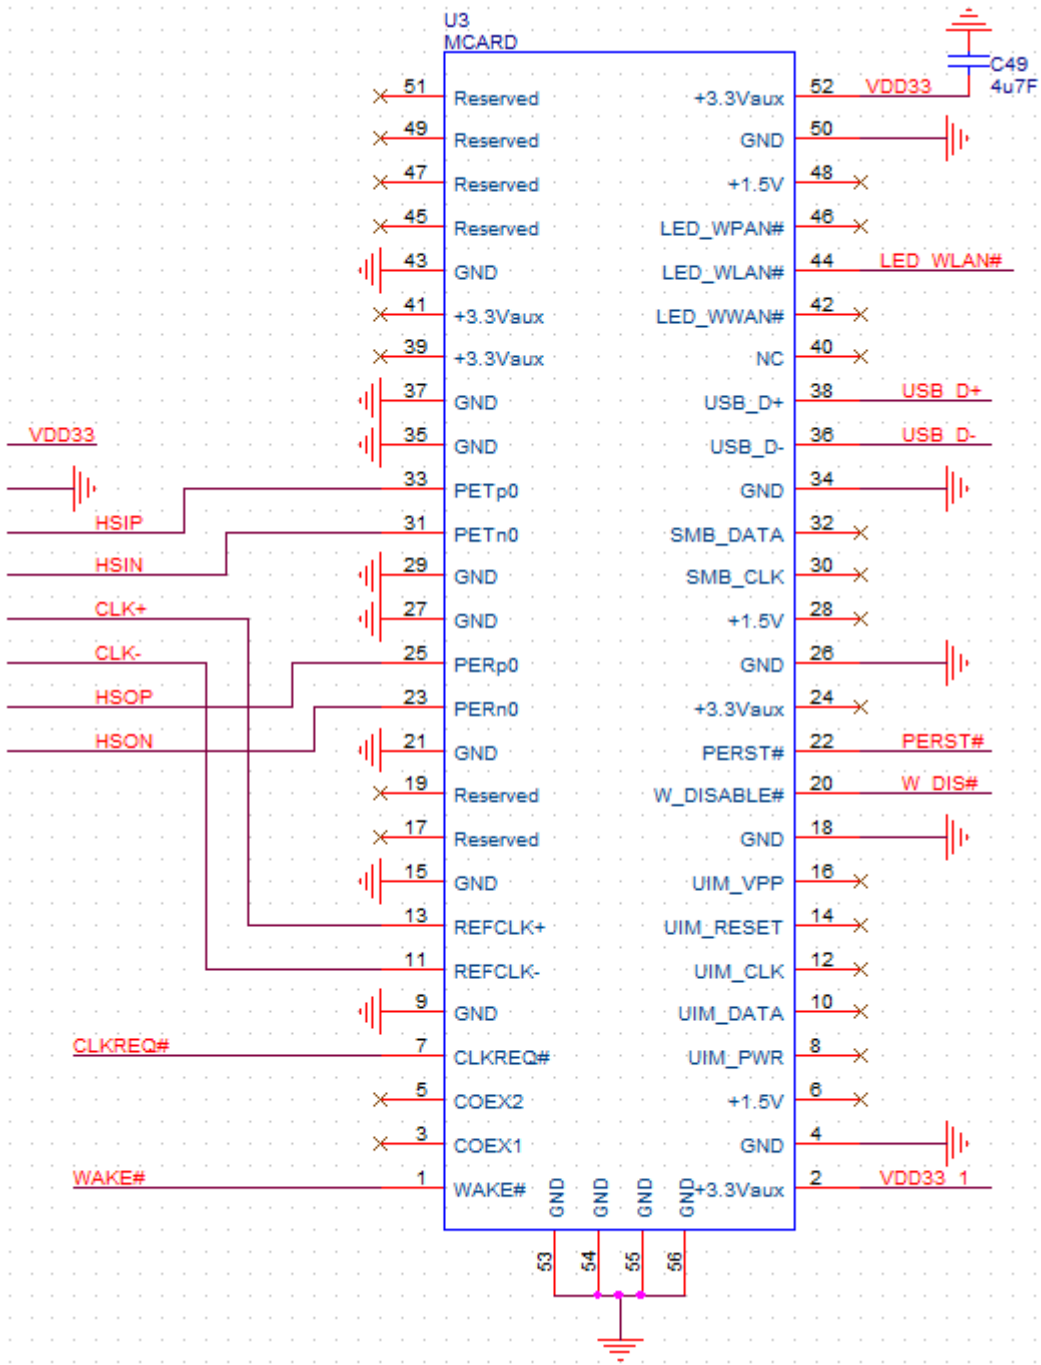 U3
MCARD
C49
4u7F
51 Reserved +3.3Vaux 52 VDD33
49 Reserved GND 50
47 Reserved +1.5V 48
45 Reserved LED_WPAN# 46
43 GND LED_WLAN# 44 LED_WLAN#
41 +3.3Vaux LED_WWAN# 42
39 +3.3Vaux NC 40
37 GND USB_D+ 38 USB_D+
VDD33 35 GND USB_D- 36 USB_D-
33 PETp0 GND 34
HSIP 31 PETn0 SMB_DATA 32
HSIN 29 GND SMB_CLK 30
CLK+ 27 GND +1.5V 28
CLK- 25 PERp0 GND 26
HSOP 23 PERn0 +3.3Vaux 24
HSON 21 GND PERST# 22 PERST#
19 Reserved W_DISABLE# 20 W_DIS#
17 Reserved GND 18
15 GND UIM_VPP 16
13 REFCLK+ UIM_RESET 14
11 REFCLK- UIM_CLK 12
9 GND UIM_DATA 10
CLKREQ# 7 CLKREQ# UIM_PWR 8
5 COEX2 +1.5V 6
3 COEX1 GND 4
WAKE# 1 WAKE# +3.3Vaux 2 VDD33_1
GND GND GND GND
53 54 55 56